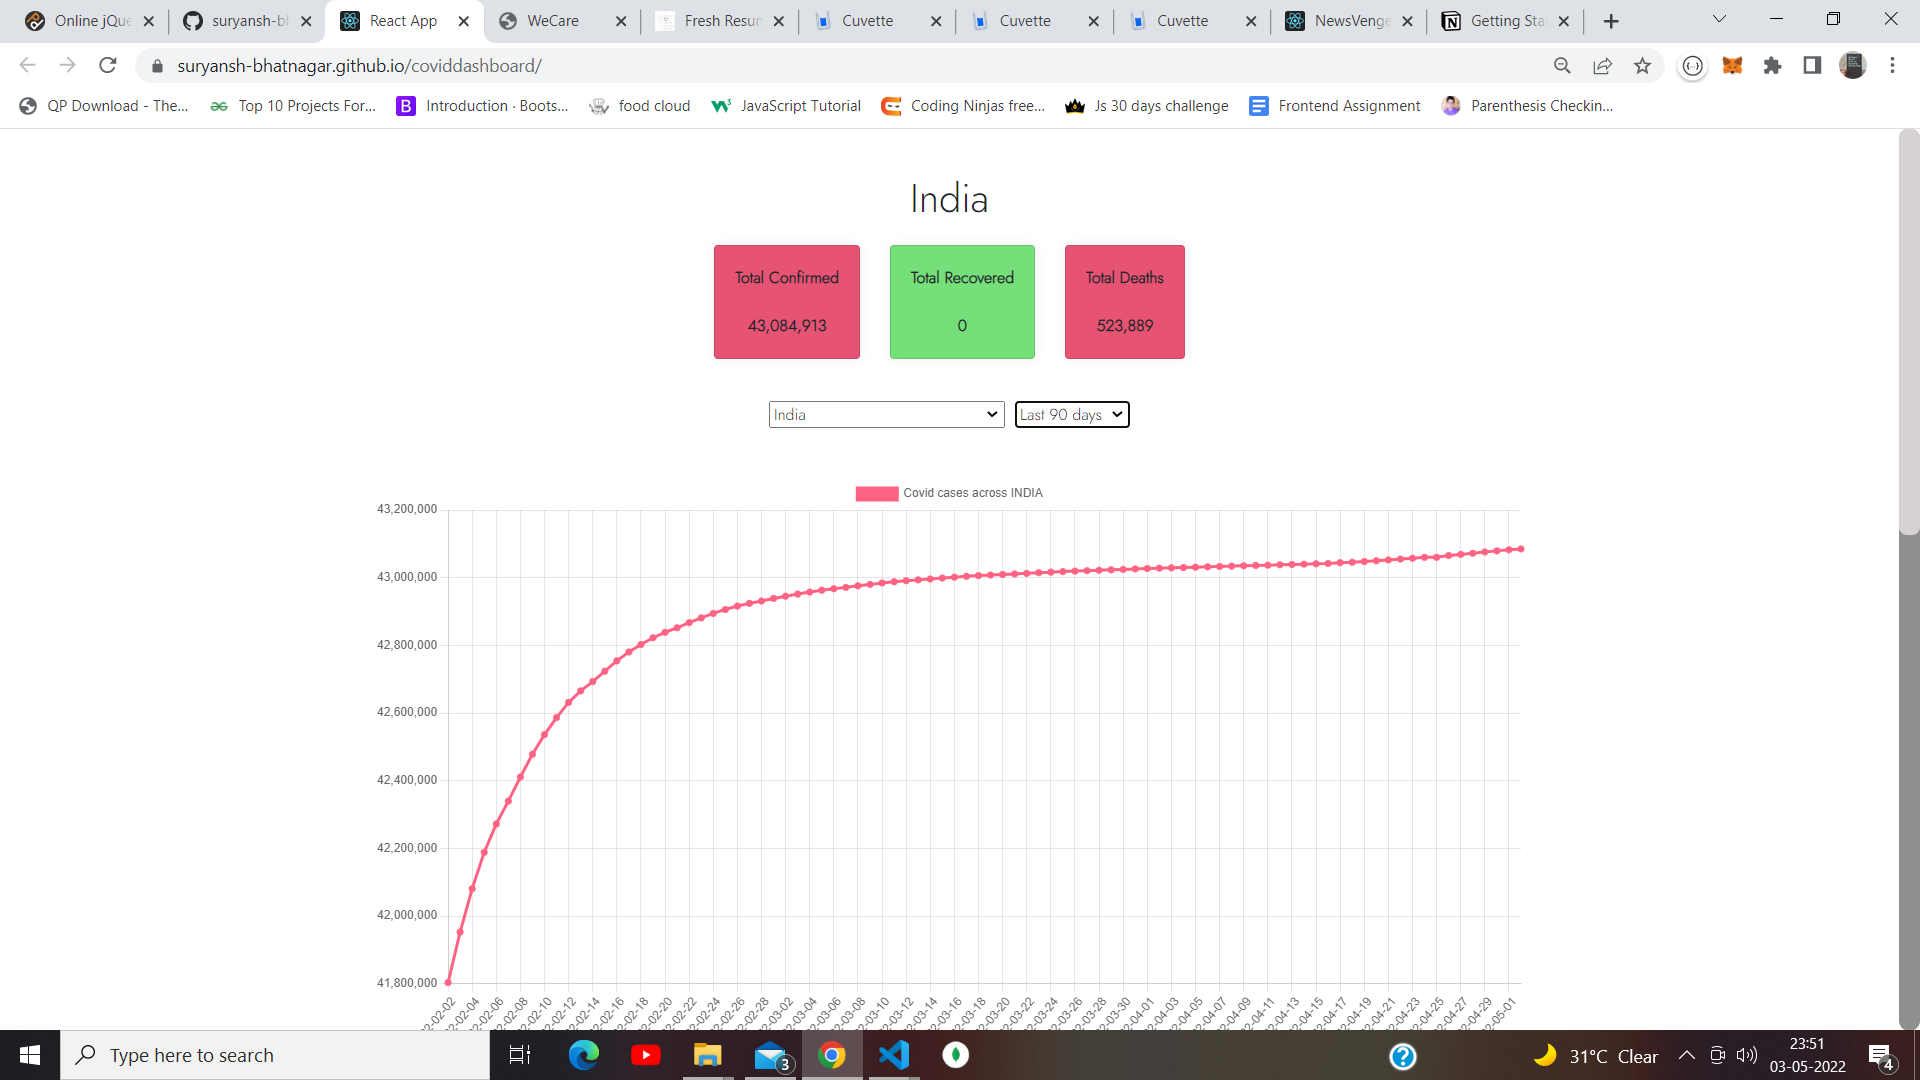 Online jQue
suryansh-bh
React App
WeCare
Fresh Resum
Cuvette
Cuvette
Cuvette
NewsVenge
Getting Sta
suryansh-bhatnagar.github.io/coviddashboard/
QP Download - The...
Top 10 Projects For...
Introduction · Boots...
food cloud
JavaScript Tutorial
Coding Ninjas free...
Js 30 days challenge
Frontend Assignment
Parenthesis Checkin...
India
Total Confirmed
43,084,913
Total Recovered
0
Total Deaths
523,889
India
Last 90 days
Covid cases across INDIA
43,200,000
43,000,000
42,800,000
42,600,000
42,400,000
42,200,000
42,000,000
41,800,000
2-02-02
2-02-04
2-02-06
2-02-08
2-02-10
2-02-12
2-02-14
2-02-16
2-02-18
2-02-20
2-02-22
2-02-24
2-02-26
2-02-28
2-03-02
2-03-04
2-03-06
2-03-08
2-03-10
2-03-12
2-03-14
2-03-16
2-03-18
2-03-20
2-03-22
2-03-24
2-03-26
2-03-28
2-03-30
2-04-01
2-04-03
2-04-05
2-04-07
2-04-09
2-04-11
2-04-13
2-04-15
2-04-17
2-04-19
2-04-21
2-04-23
2-04-25
2-04-27
2-04-29
2-05-01
Type here to search
3
31°C Clear
23:51
03-05-2022
4